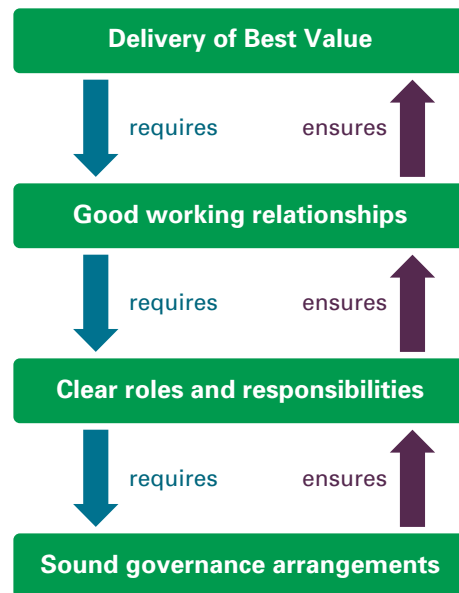 Delivery of Best Value
requires ensures
Good working relationships
requires ensures
Clear roles and responsibilities
requires ensures
Sound governance arrangements